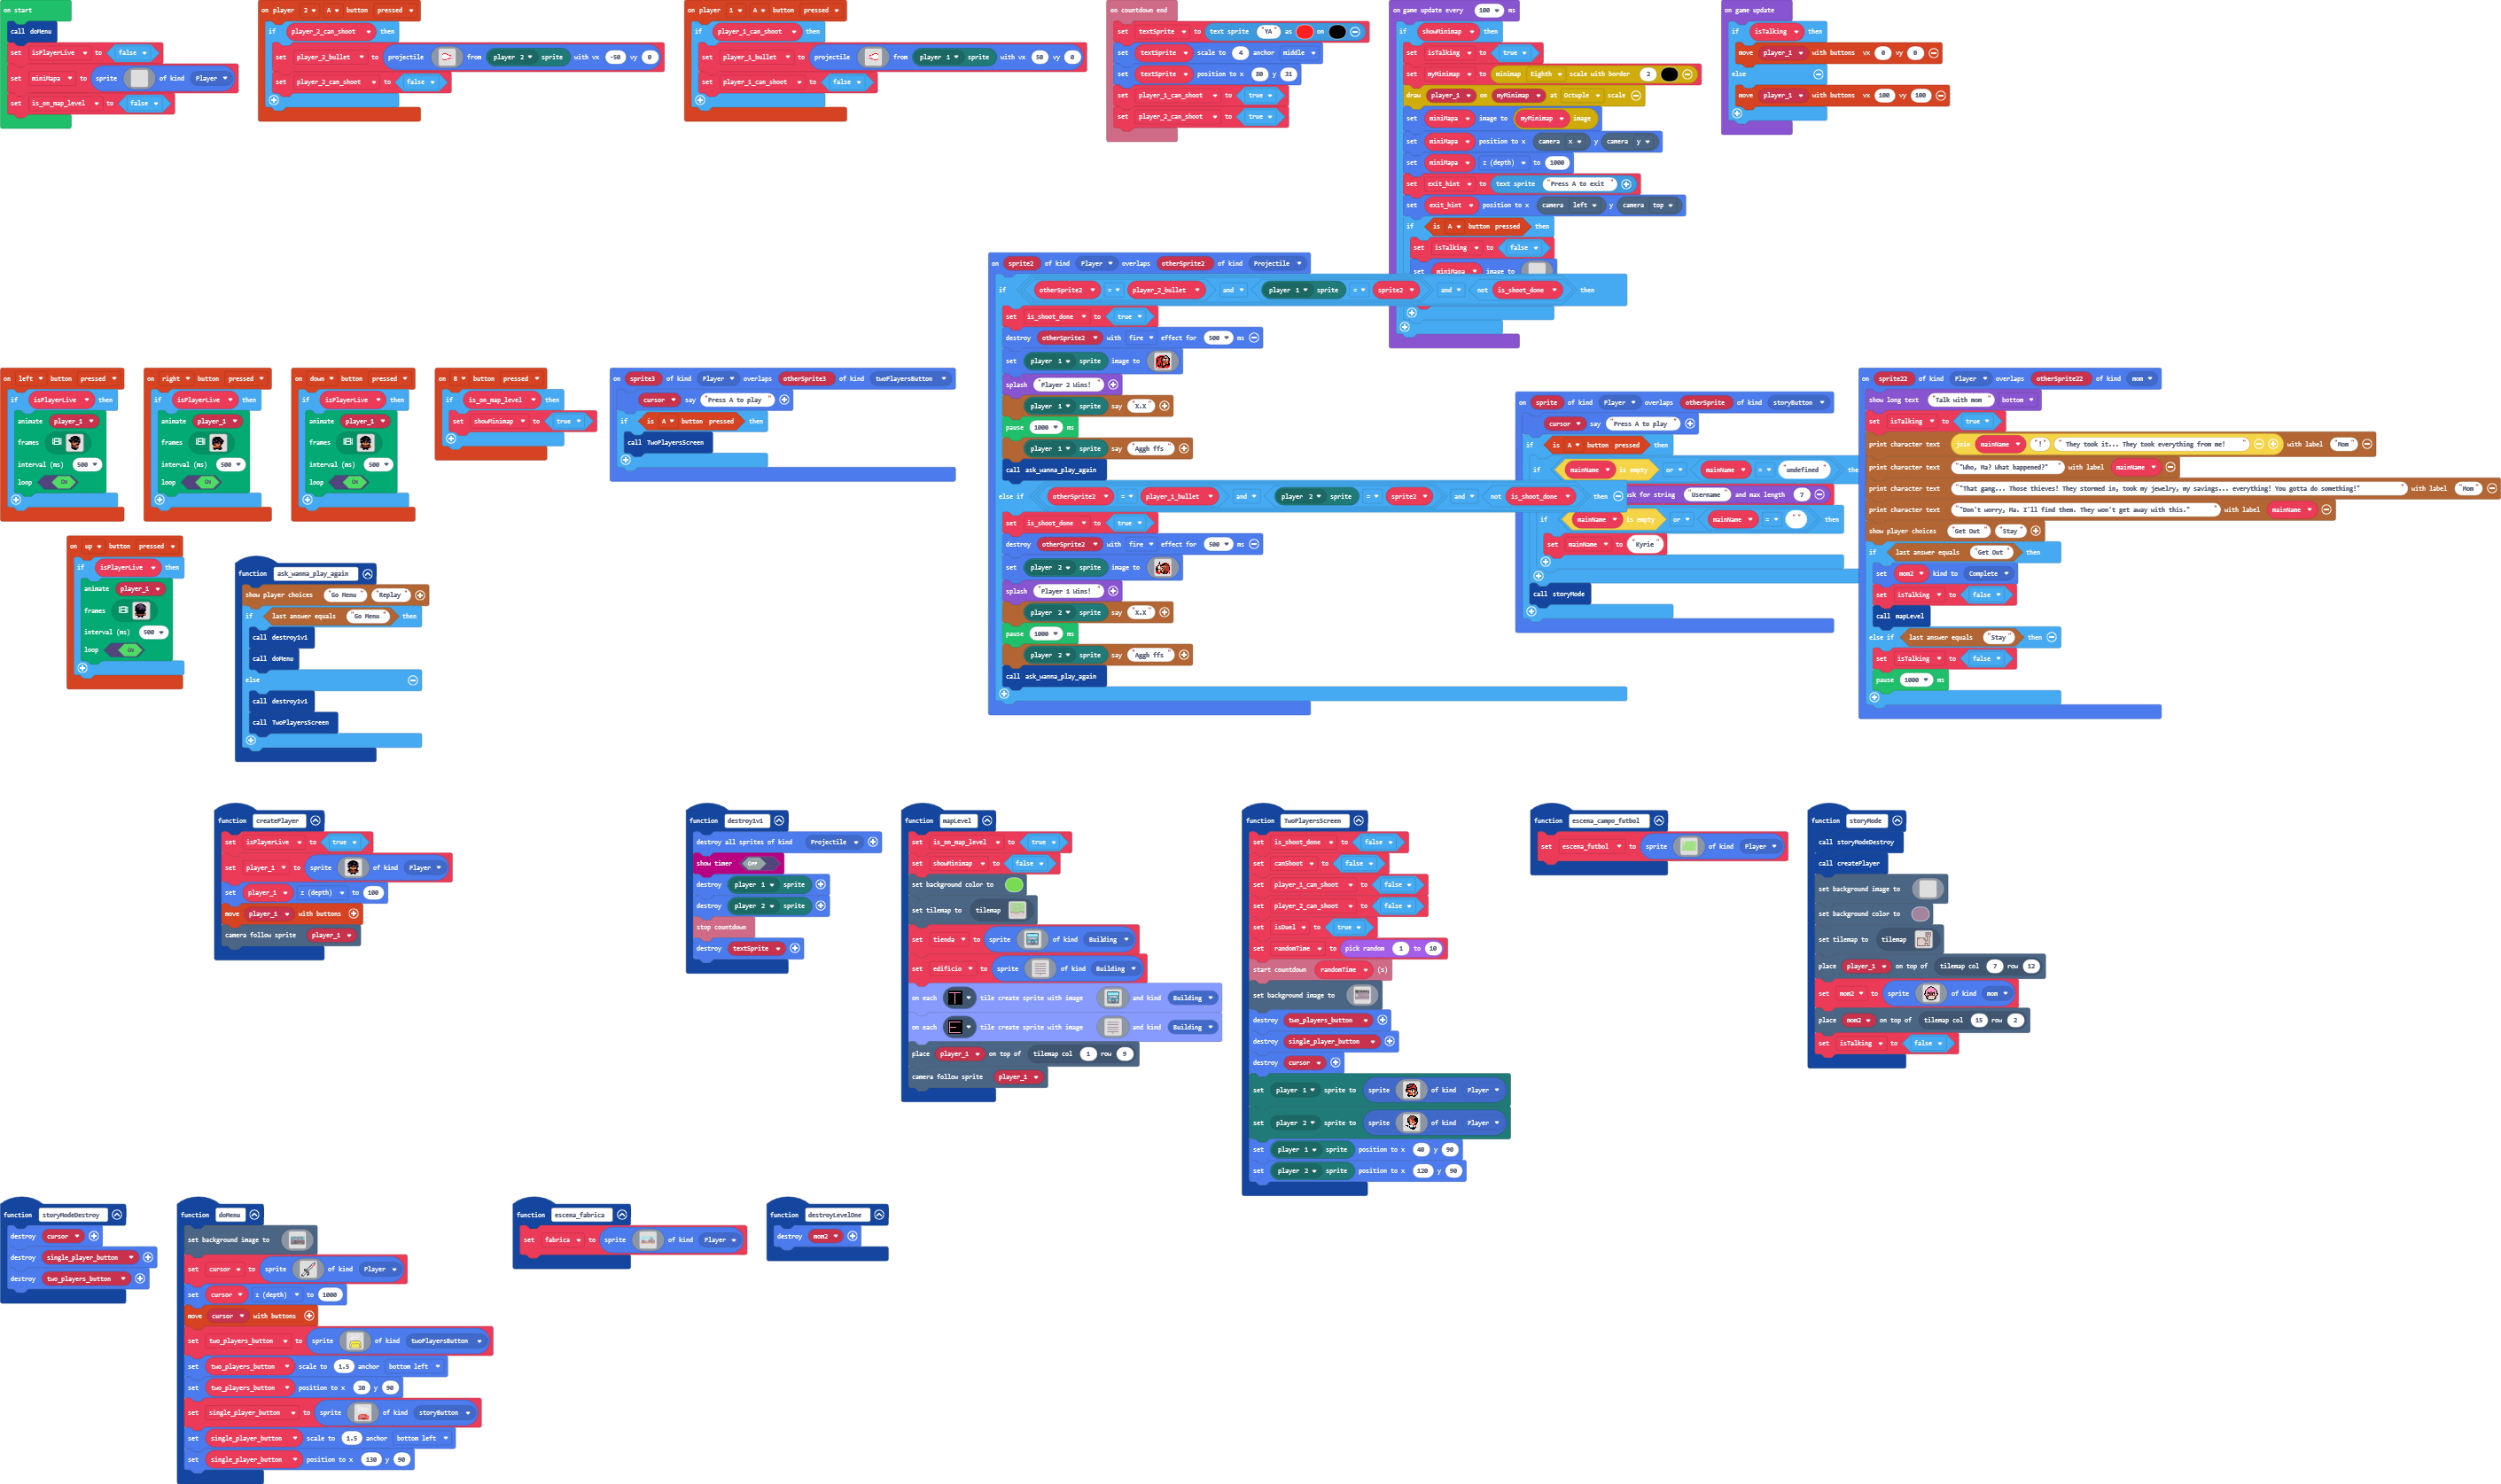 on start
call doMenu
set isPlayerLive to false
set miniMapa to sprite of kind Player
set is_on_map_level to false
on player 2 A button pressed
if player_2_can_shoot then
set player_2_bullet to projectile from player 2 sprite with vx -50 vy 0
set player_2_can_shoot to false
on player 1 A button pressed
if player_1_can_shoot then
set player_1_bullet to projectile from player 1 sprite with vx 50 vy 0
set player_1_can_shoot to false
on countdown end
set textSprite to text sprite "YA" as on
set textSprite scale to 4 anchor middle
set textSprite position to x 80 y 31
set player_1_can_shoot to true
set player_2_can_shoot to true
on game update every 100 ms
if showMinimap then
set isTalking to true
set myMinimap to minimap Eighth scale with border 2
draw player_1 on myMinimap at Octuple scale
set miniMapa image to myMinimap image
set miniMapa position to x camera x y camera y
set miniMapa z (depth) to 1000
set exit_hint to text sprite "Press A to exit"
set exit_hint position to x camera left y camera top
if is A button pressed then
set isTalking to false
set miniMapa image to
on game update
if isTalking then
move player_1 with buttons vx 0 vy 0
else
move player_1 with buttons vx 100 vy 100
on sprite2 of kind Player overlaps otherSprite2 of kind Projectile
if otherSprite2 = player_2_bullet and player 1 sprite = sprite2 and not is_shoot_done then
set is_shoot_done to true
destroy otherSprite2 with fire effect for 500 ms
set player 1 sprite image to
splash "Player 2 Wins!"
player 1 sprite say "X.X"
pause 1000 ms
player 1 sprite say "Aggh ffs"
call ask_wanna_play_again
else if otherSprite2 = player_1_bullet and player 2 sprite = sprite2 and not is_shoot_done then
set is_shoot_done to true
destroy otherSprite2 with fire effect for 500 ms
set player 2 sprite image to
splash "Player 1 Wins!"
player 2 sprite say "X.X"
pause 1000 ms
player 2 sprite say "Aggh ffs"
call ask_wanna_play_again
on left button pressed
if isPlayerLive then
animate player_1
frames
interval (ms) 500
loop ON
on right button pressed
if isPlayerLive then
animate player_1
frames
interval (ms) 500
loop ON
on down button pressed
if isPlayerLive then
animate player_1
frames
interval (ms) 500
loop ON
on B button pressed
if is_on_map_level then
set showMinimap to true
on sprite3 of kind Player overlaps otherSprite3 of kind twoPlayersButton
cursor say "Press A to play"
if is A button pressed then
call TwoPlayersScreen
on sprite of kind Player overlaps otherSprite of kind storyButton
cursor say "Press A to play"
if is A button pressed then
if mainName is empty or mainName = "undefined" the
ask for string "Username" and max length 7
if mainName is empty or mainName = "" then
set mainName to "Kyrie"
call storyMode
on sprite22 of kind Player overlaps otherSprite22 of kind mom
show long text "Talk with mom" bottom
set isTalking to true
print character text join mainName "!" " They took it... They took everything from me! " with label "Mom"
print character text ""Who, Ma? What happened?"" with label mainName
print character text ""That gang... Those thieves! They stormed in, took my jewelry, my savings... everything! You gotta do something!"" with label "Mom"
print character text ""Don't worry, Ma. I'll find them. They won't get away with this."" with label mainName
show player choices "Get Out" "Stay"
if last answer equals "Get Out" then
set mom2 kind to Complete
set isTalking to false
call mapLevel
else if last answer equals "Stay" then
set isTalking to false
pause 1000 ms
on up button pressed
if isPlayerLive then
animate player_1
frames
interval (ms) 500
loop ON
function ask_wanna_play_again
show player choices "Go Menu" "Replay"
if last answer equals "Go Menu" then
call destroy1v1
call doMenu
else
call destroy1v1
call TwoPlayersScreen
function createPlayer
set isPlayerLive to true
set player_1 to sprite of kind Player
set player_1 z (depth) to 100
move player_1 with buttons
camera follow sprite player_1
function destroy1v1
destroy all sprites of kind Projectile
show timer OFF
destroy player 1 sprite
destroy player 2 sprite
stop countdown
destroy textSprite
function mapLevel
set is_on_map_level to true
set showMinimap to false
set background color to
set tilemap to tilemap
set tienda to sprite of kind Building
set edificio to sprite of kind Building
on each T tile create sprite with image and kind Building
on each E tile create sprite with image and kind Building
place player_1 on top of tilemap col 1 row 9
camera follow sprite player_1
function TwoPlayersScreen
set is_shoot_done to false
set canShoot to false
set player_1_can_shoot to false
set player_2_can_shoot to false
set isDuel to true
set randomTime to pick random 1 to 10
start countdown randomTime (s)
set background image to
destroy two_players_button
destroy single_player_button
destroy cursor
set player 1 sprite to sprite of kind Player
set player 2 sprite to sprite of kind Player
set player 1 sprite position to x 40 y 90
set player 2 sprite position to x 120 y 90
function escena_campo_futbol
set escena_futbol to sprite of kind Player
function storyMode
call storyModeDestroy
call createPlayer
set background image to
set background color to
set tilemap to tilemap
place player_1 on top of tilemap col 7 row 12
set mom2 to sprite of kind mom
place mom2 on top of tilemap col 15 row 2
set isTalking to false
function storyModeDestroy
destroy cursor
destroy single_player_button
destroy two_players_button
function doMenu
set background image to
set cursor to sprite of kind Player
set cursor z (depth) to 1000
move cursor with buttons
set two_players_button to sprite of kind twoPlayersButton
set two_players_button scale to 1.5 anchor bottom left
set two_players_button position to x 30 y 90
set single_player_button to sprite of kind storyButton
set single_player_button scale to 1.5 anchor bottom left
set single_player_button position to x 130 y 90
function escena_fabrica
set fabrica to sprite of kind Player
function destroyLevelOne
destroy mom2